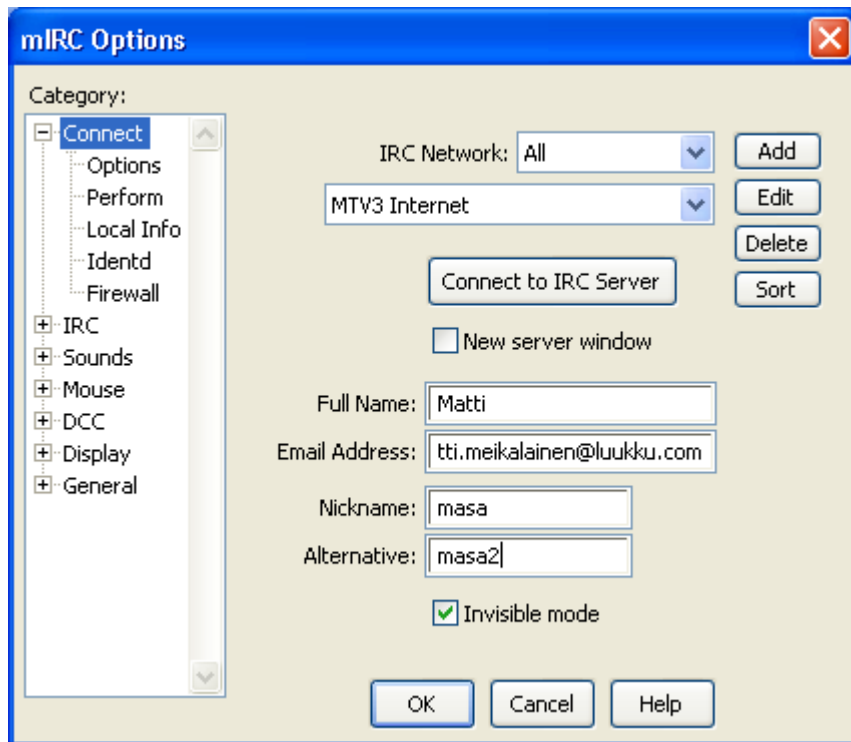 mIRC Options
Category:
Connect
Options
Perform
Local Info
Identd
Firewall
IRC
Sounds
Mouse
DCC
Display
General
IRC Network: All
Add
MTV3 Internet
Edit
Delete
Connect to IRC Server
Sort
New server window
Full Name: Matti
Email Address: tti.meikalainen@luukku.com
Nickname: masa
Alternative: masa2
Invisible mode
OK
Cancel
Help